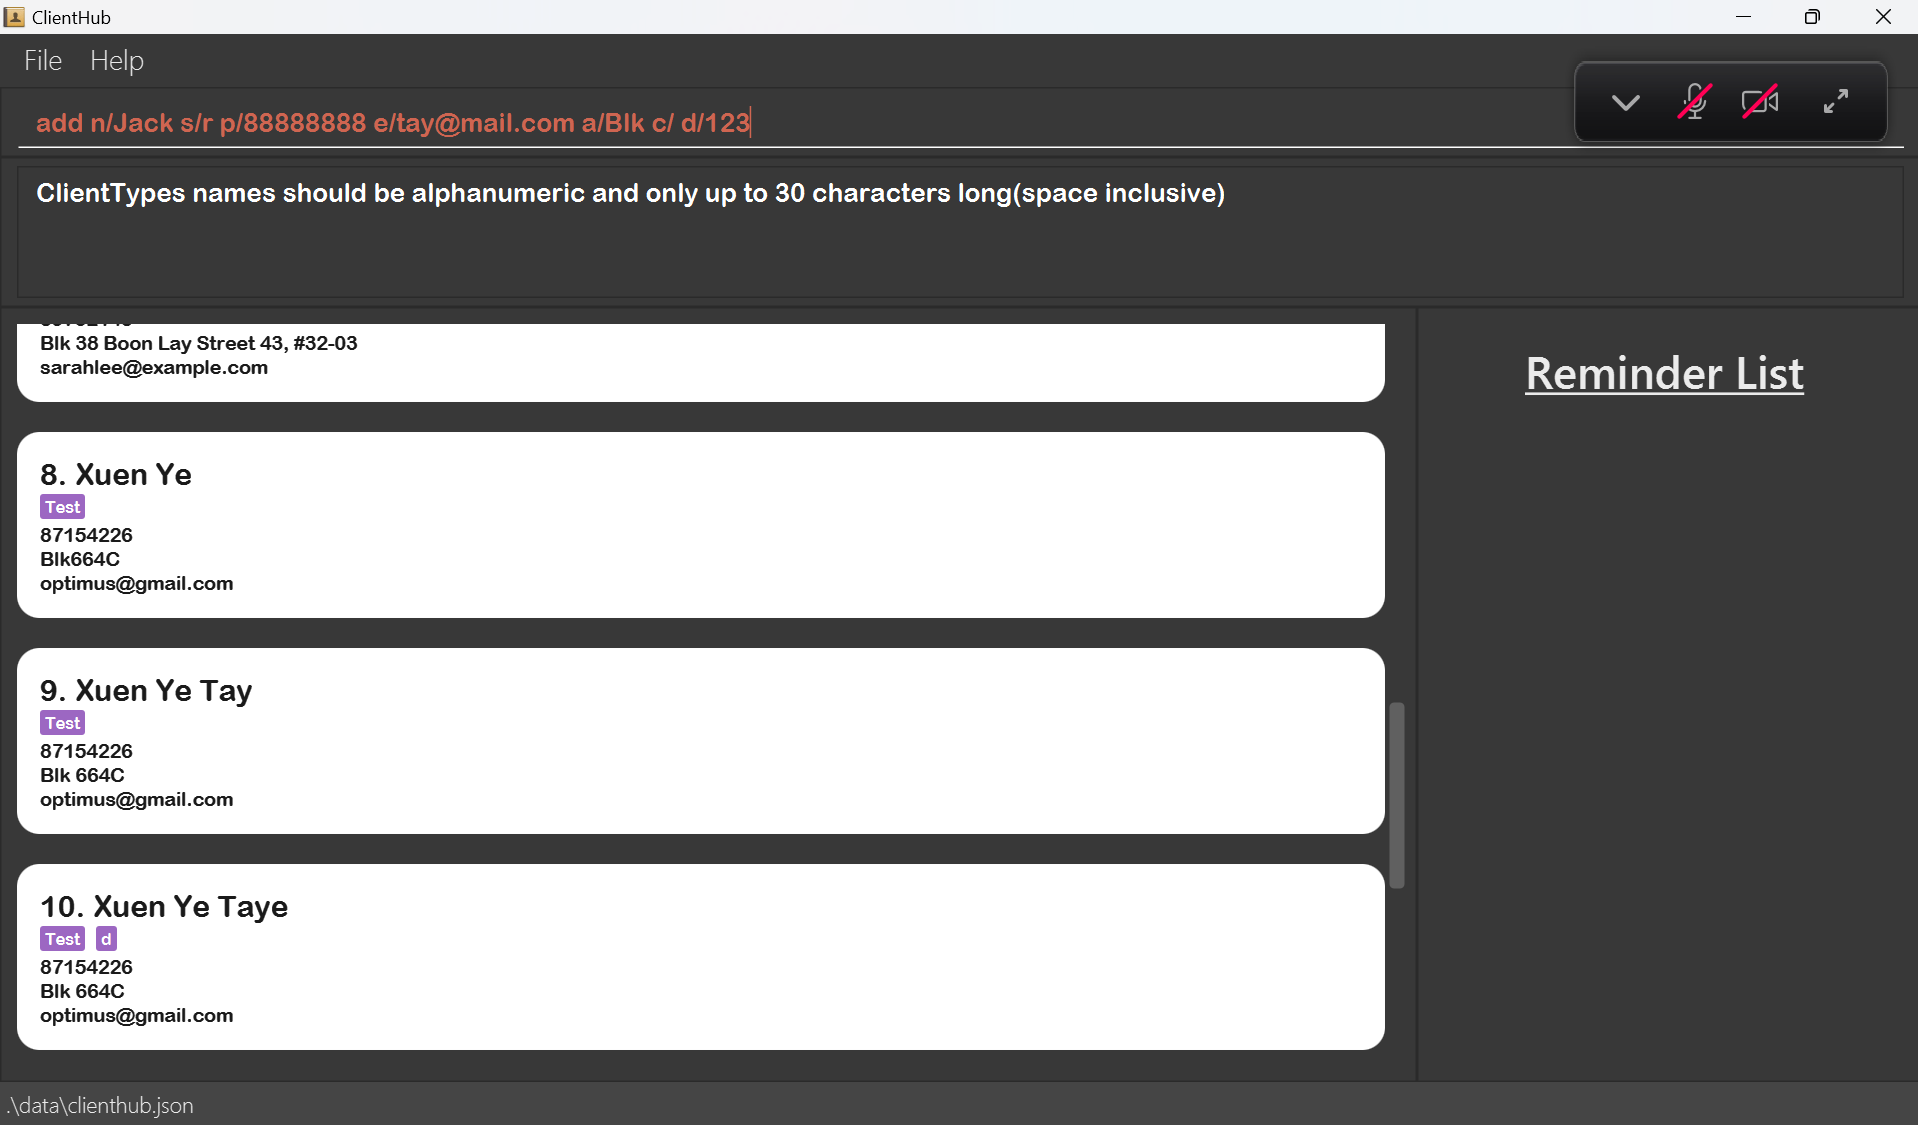 ClientHub
File Help
add n/Jack s/r p/88888888 e/tay@mail.com a/Blk c/ d/123
ClientTypes names should be alphanumeric and only up to 30 characters long(space inclusive)
Blk 38 Boon Lay Street 43, #32-03
sarahlee@example.com
8. Xuen Ye
Test
87154226
Blk664C
optimus@gmail.com
9. Xuen Ye Tay
Test
87154226
Blk 664C
optimus@gmail.com
10. Xuen Ye Taye
Test d
87154226
Blk 664C
optimus@gmail.com
Reminder List
.\data\clienthub.json